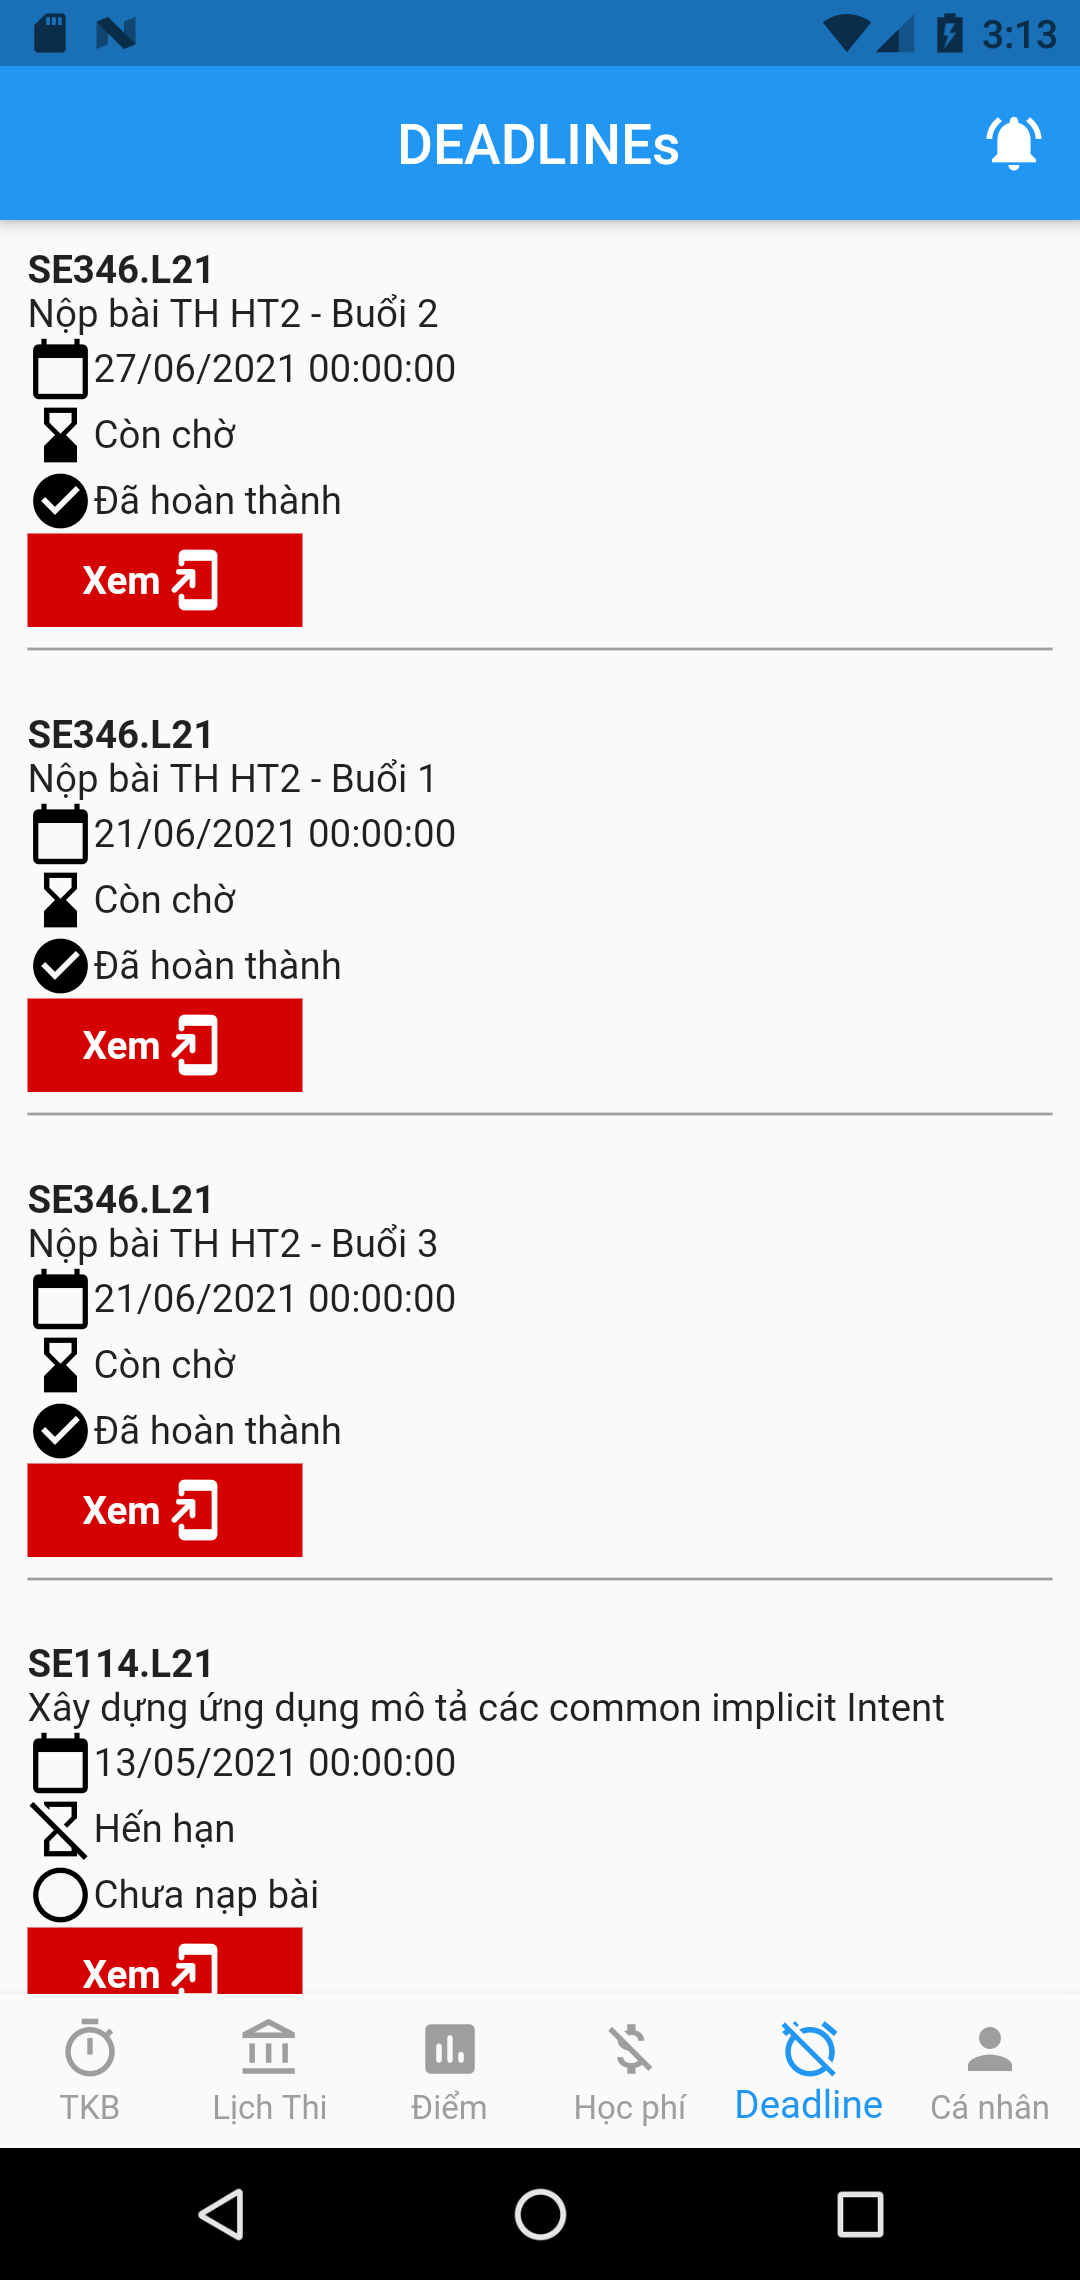 3:13
DEADLINEs
SE346.L21
Nộp bài TH HT2 - Buổi 2
27/06/2021 00:00:00
Còn chờ
Đã hoàn thành
Xem
SE346.L21
Nộp bài TH HT2 - Buổi 1
21/06/2021 00:00:00
Còn chờ
Đã hoàn thành
Xem
SE346.L21
Nộp bài TH HT2 - Buổi 3
21/06/2021 00:00:00
Còn chờ
Đã hoàn thành
Xem
SE114.L21
Xây dựng ứng dụng mô tả các common implicit Intent
13/05/2021 00:00:00
Hến hạn
Chưa nạp bài
Xem
TKB Lịch Thi Điểm Học phí Deadline Cá nhân